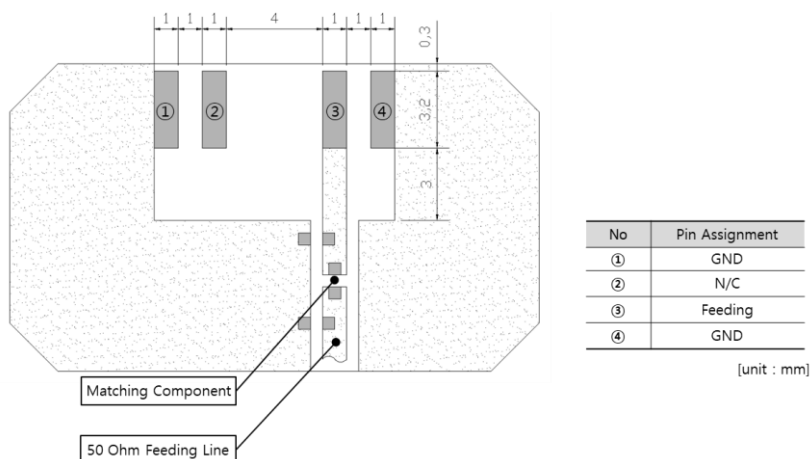 1 1 1 4 1 1 1
0,3
① ② ③ ④
3,2
3
No Pin Assignment
① GND
② N/C
③ Feeding
④ GND
[unit : mm]
Matching Component
50 Ohm Feeding Line